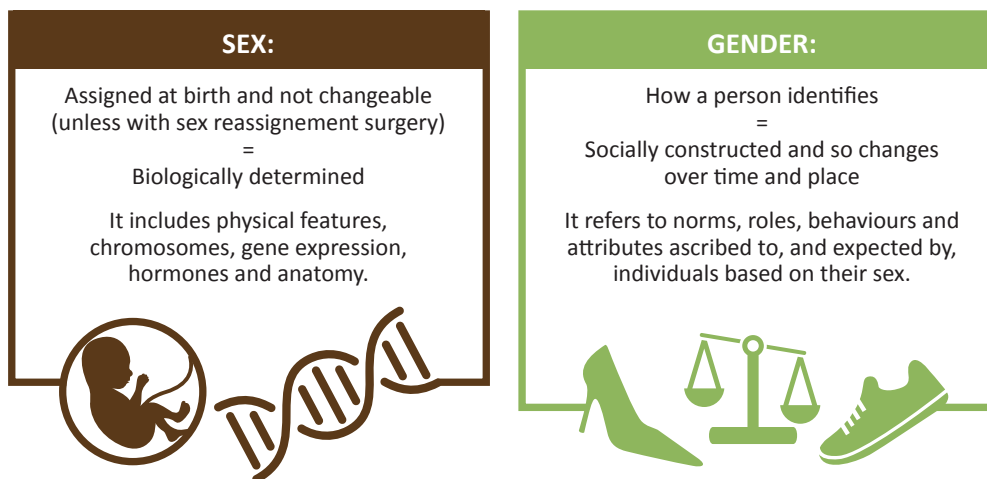 SEX:
Assigned at birth and not changeable
(unless with sex reassignement surgery)
=
Biologically determined
It includes physical features,
chromosomes, gene expression,
hormones and anatomy.
GENDER:
How a person identifies
=
Socially constructed and so changes
over time and place
It refers to norms, roles, behaviours and
attributes ascribed to, and expected by,
individuals based on their sex.